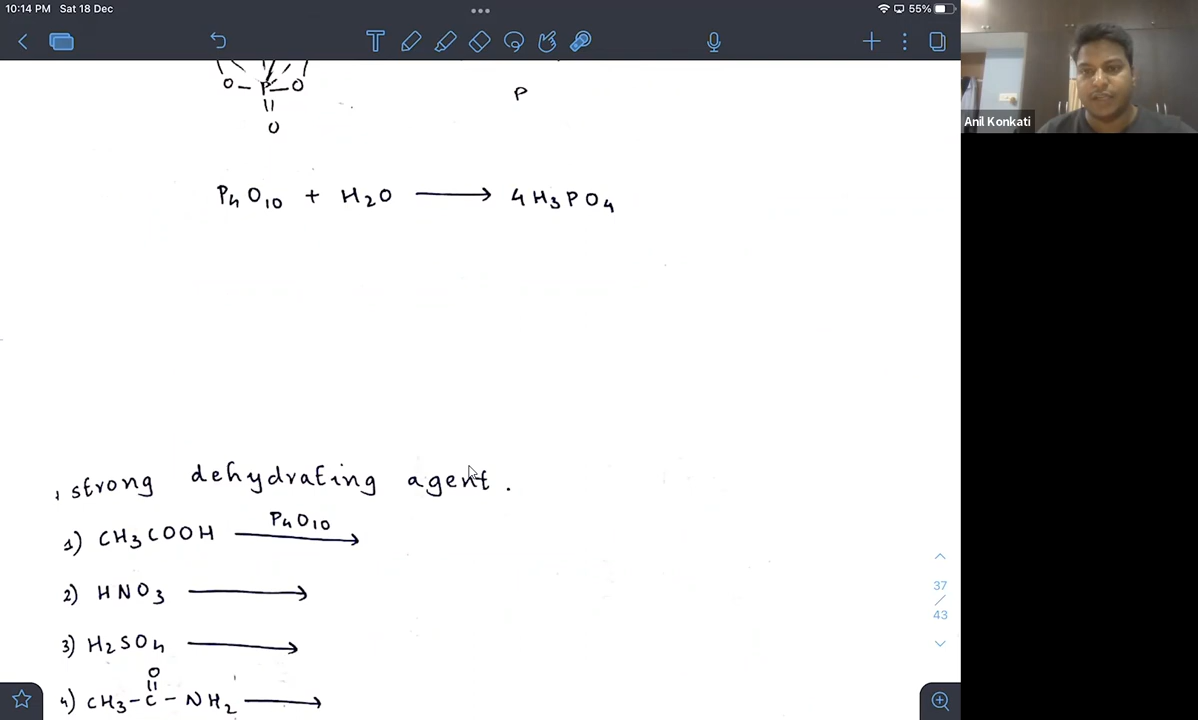 10:14 PM Sat 18 Dec
55%
T
Anil Konkati
O-P-O
||
O
P
P4O10 + H2O ⟶ 4H3PO4
strong dehydrating agent.
1) CH3COOH ⟶ P4O10
2) HNO3 ⟶
3) H2SO4 ⟶
O
||
4) CH3-C-NH2 ⟶
37
/
43